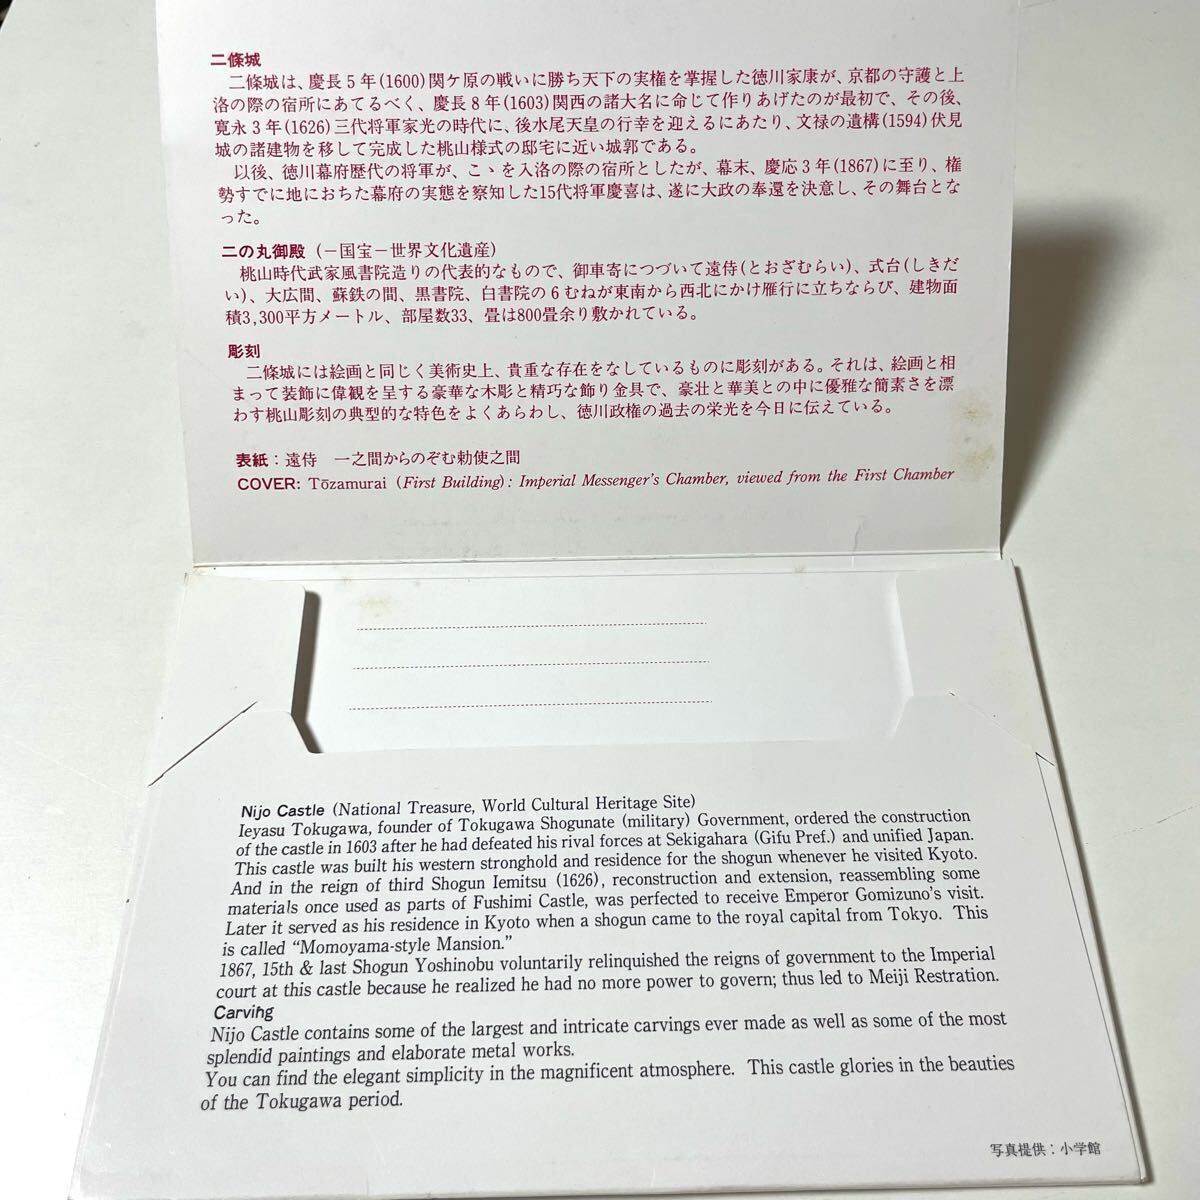 二條城
二條城は、慶長5年(1600)関ケ原の戦いに勝ち天下の実権を掌握した徳川家康が、京都の守護と上
洛の際の宿所にあてるべく、慶長8年(1603)関西の諸大名に命じて作りあげたのが最初で、その後、
寛永3年(1626)三代将軍家光の時代に、後水尾天皇の行幸を迎えるにあたり、文禄の遺構(1594)伏見
城の諸建物を移して完成した桃山様式の邸宅に近い城郭である。
以後、徳川幕府歴代の将軍が、こゝを入洛の際の宿所としたが、幕末、慶応3年(1867)に至り、権
勢すでに地におちた幕府の実態を察知した15代将軍慶喜は、遂に大政の奉還を決意し、その舞台とな
った。
二の丸御殿 (－国宝－世界文化遺産)
桃山時代武家風書院造りの代表的なもので、御車寄につづいて遠侍(とおざむらい)、式台(しきだ
い)、大広間、蘇鉄の間、黒書院、白書院の6むねが東南から西北にかけ雁行に立ちならび、建物面
積3,300平方メートル、部屋数33、畳は800畳余り敷かれている。
彫刻
二條城には絵画と同じく美術史上、貴重な存在をなしているものに彫刻がある。それは、絵画と相
まって装飾に偉観を呈する豪華な木彫と精巧な飾り金具で、豪壮と華美との中に優雅な簡素さを漂
わす桃山彫刻の典型的な特色をよくあらわし、徳川政権の過去の栄光を今日に伝えている。
表紙：遠侍 一之間からのぞむ勅使之間
COVER: Tōzamurai (First Building): Imperial Messenger's Chamber, viewed from the First Chamber
Nijo Castle (National Treasure, World Cultural Heritage Site)
Ieyasu Tokugawa, founder of Tokugawa Shogunate (military) Government, ordered the construction
of the castle in 1603 after he had defeated his rival forces at Sekigahara (Gifu Pref.) and unified Japan.
This castle was built his western stronghold and residence for the shogun whenever he visited Kyoto.
And in the reign of third Shogun Iemitsu (1626), reconstruction and extension, reassembling some
materials once used as parts of Fushimi Castle, was perfected to receive Emperor Gomizuno's visit.
Later it served as his residence in Kyoto when a shogun came to the royal capital from Tokyo. This
is called "Momoyama-style Mansion."
1867, 15th & last Shogun Yoshinobu voluntarily relinquished the reigns of government to the Imperial
court at this castle because he realized he had no more power to govern; thus led to Meiji Restration.
Carving
Nijo Castle contains some of the largest and intricate carvings ever made as well as some of the most
splendid paintings and elaborate metal works.
You can find the elegant simplicity in the magnificent atmosphere. This castle glories in the beauties
of the Tokugawa period.
写真提供：小学館